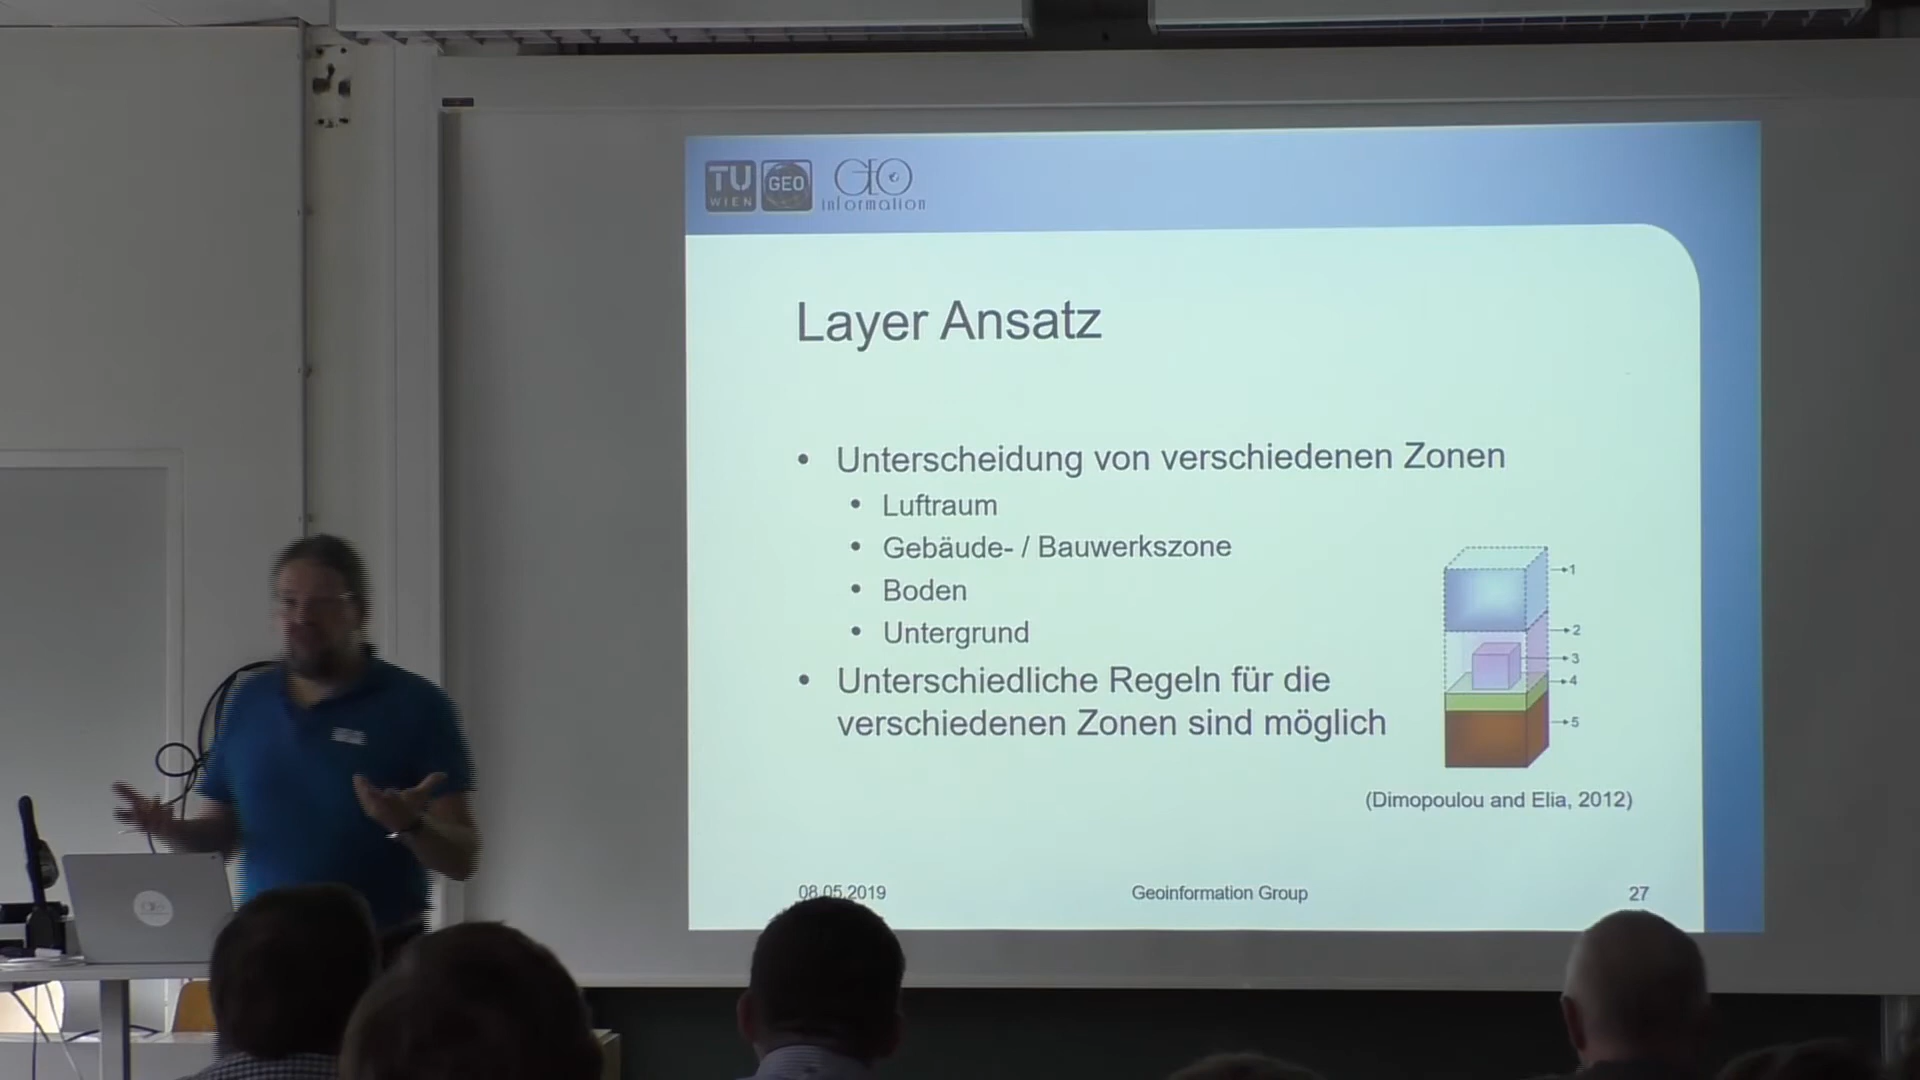 TU
WIEN
GEO
GEO
information
Layer Ansatz
• Unterscheidung von verschiedenen Zonen
• Luftraum
• Gebäude- / Bauwerkszone
• Boden
• Untergrund
• Unterschiedliche Regeln für die
verschiedenen Zonen sind möglich
1
2
3
4
5
(Dimopoulou and Elia, 2012)
08.05.2019
Geoinformation Group
27